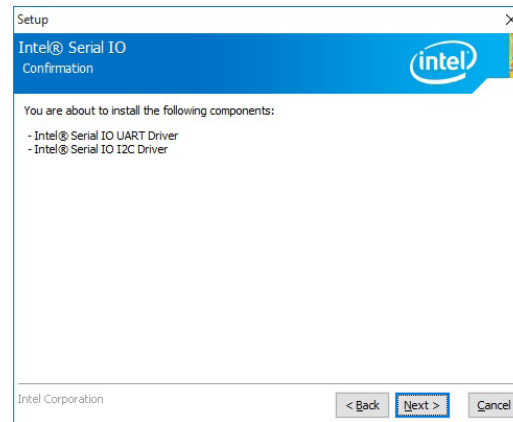 Setup
Intel® Serial IO
Confirmation
intel
You are about to install the following components:
- Intel® Serial IO UART Driver
- Intel® Serial IO I2C Driver
Intel Corporation
< Back
Next >
Cancel